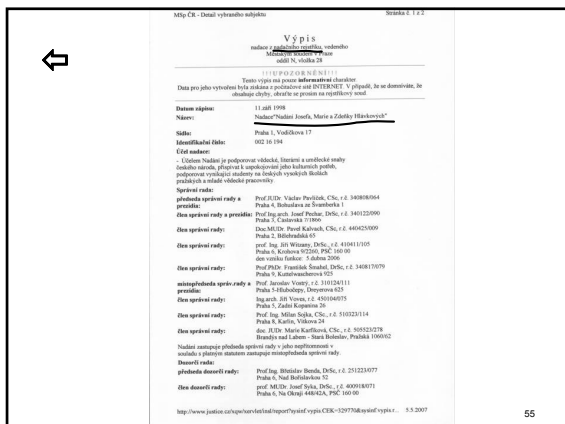 MSp ČR - Detail vybraného subjektu Stránka č. 1 z 2
Výpis
nadace z nadačního rejstříku, vedeného
Městským soudem v Praze
oddíl N, vložka 28
!!!UPOZORNĚNÍ!!!
Tento výpis má pouze informativní charakter
Data pro jeho vytvoření byla získána z počítačové sítě INTERNET. V případě, že se domníváte, že
obsahuje chyby, obraťte se prosím na rejstříkový soud.
Datum zápisu: 11.září 1998
Název: Nadace"Nadání Josefa, Marie a Zdeňky Hlávkových"
Sídlo: Praha 1, Vodičkova 17
Identifikační číslo: 002 16 194
Účel nadace:
- Účelem Nadání je podporovat vědecké, literární a umělecké snahy
českého národa, přispívat k uspokojování jeho kulturních potřeb,
podporovat vynikající studenty na českých vysokých školách
pražských a mladé vědecké pracovníky
Správní rada:
předseda správní rady a Prof.JUDr. Václav Pavlíček, CSc, r.č. 340808/064
prezidia: Praha 4, Bohuslava ze Švamberka 1
člen správní rady a prezidia: Prof Ing.arch. Josef Pechar, DrSc, r.č. 340122/090
Praha 3, Čáslavská 7/1866
člen správní rady: Doc.MUDr. Pavel Kalvach, CSc, r.č. 440425/009
Praha 2, Bělehradská 65
člen správní rady: prof. Ing. Jiří Witzany, DrSc., r.č. 410411/105
Praha 6, Krohova 9/2260, PSČ 160 00
den vzniku funkce: 5.dubna 2006
člen správní rady: Prof.PhDr. František Šmahel, DrSc, r.č. 340817/079
Praha 9, Kuttelwascherová 925
místopředseda správ.rady a Prof. Jaroslav Vostrý, r.č. 310124/111
prezidia: Praha 5-Hlubočepy, Dreyerova 625
člen správní rady: Ing.arch. Jiří Voves, r.č. 450104/075
Praha 5, Zadní Kopanina 26
člen správní rady: Prof. Ing. Milan Sojka, CSc., r.č. 510323/114
Praha 8, Karlín, Vítkova 24
člen správní rady: doc. JUDr. Marie Karfíková, CSc., r.č. 505523/278
Brandýs nad Labem - Stará Boleslav, Pražská 1060/62
Nadání zastupuje předseda správní rady v jeho nepřítomnosti v
souladu s platným statutem zastupuje místopředseda správní rady.
Dozorčí rada:
předseda dozorčí rady: Prof.Ing. Břetislav Benda, DrSc, r.č. 251223/077
Praha 6, Nad Bořislavkou 52
člen dozorčí rady: prof. MUDr. Josef Syka, DrSc., r.č. 400918/071
Praha 6, Na Okraji 448/42A, PSČ 160 00
5.5.2007
55